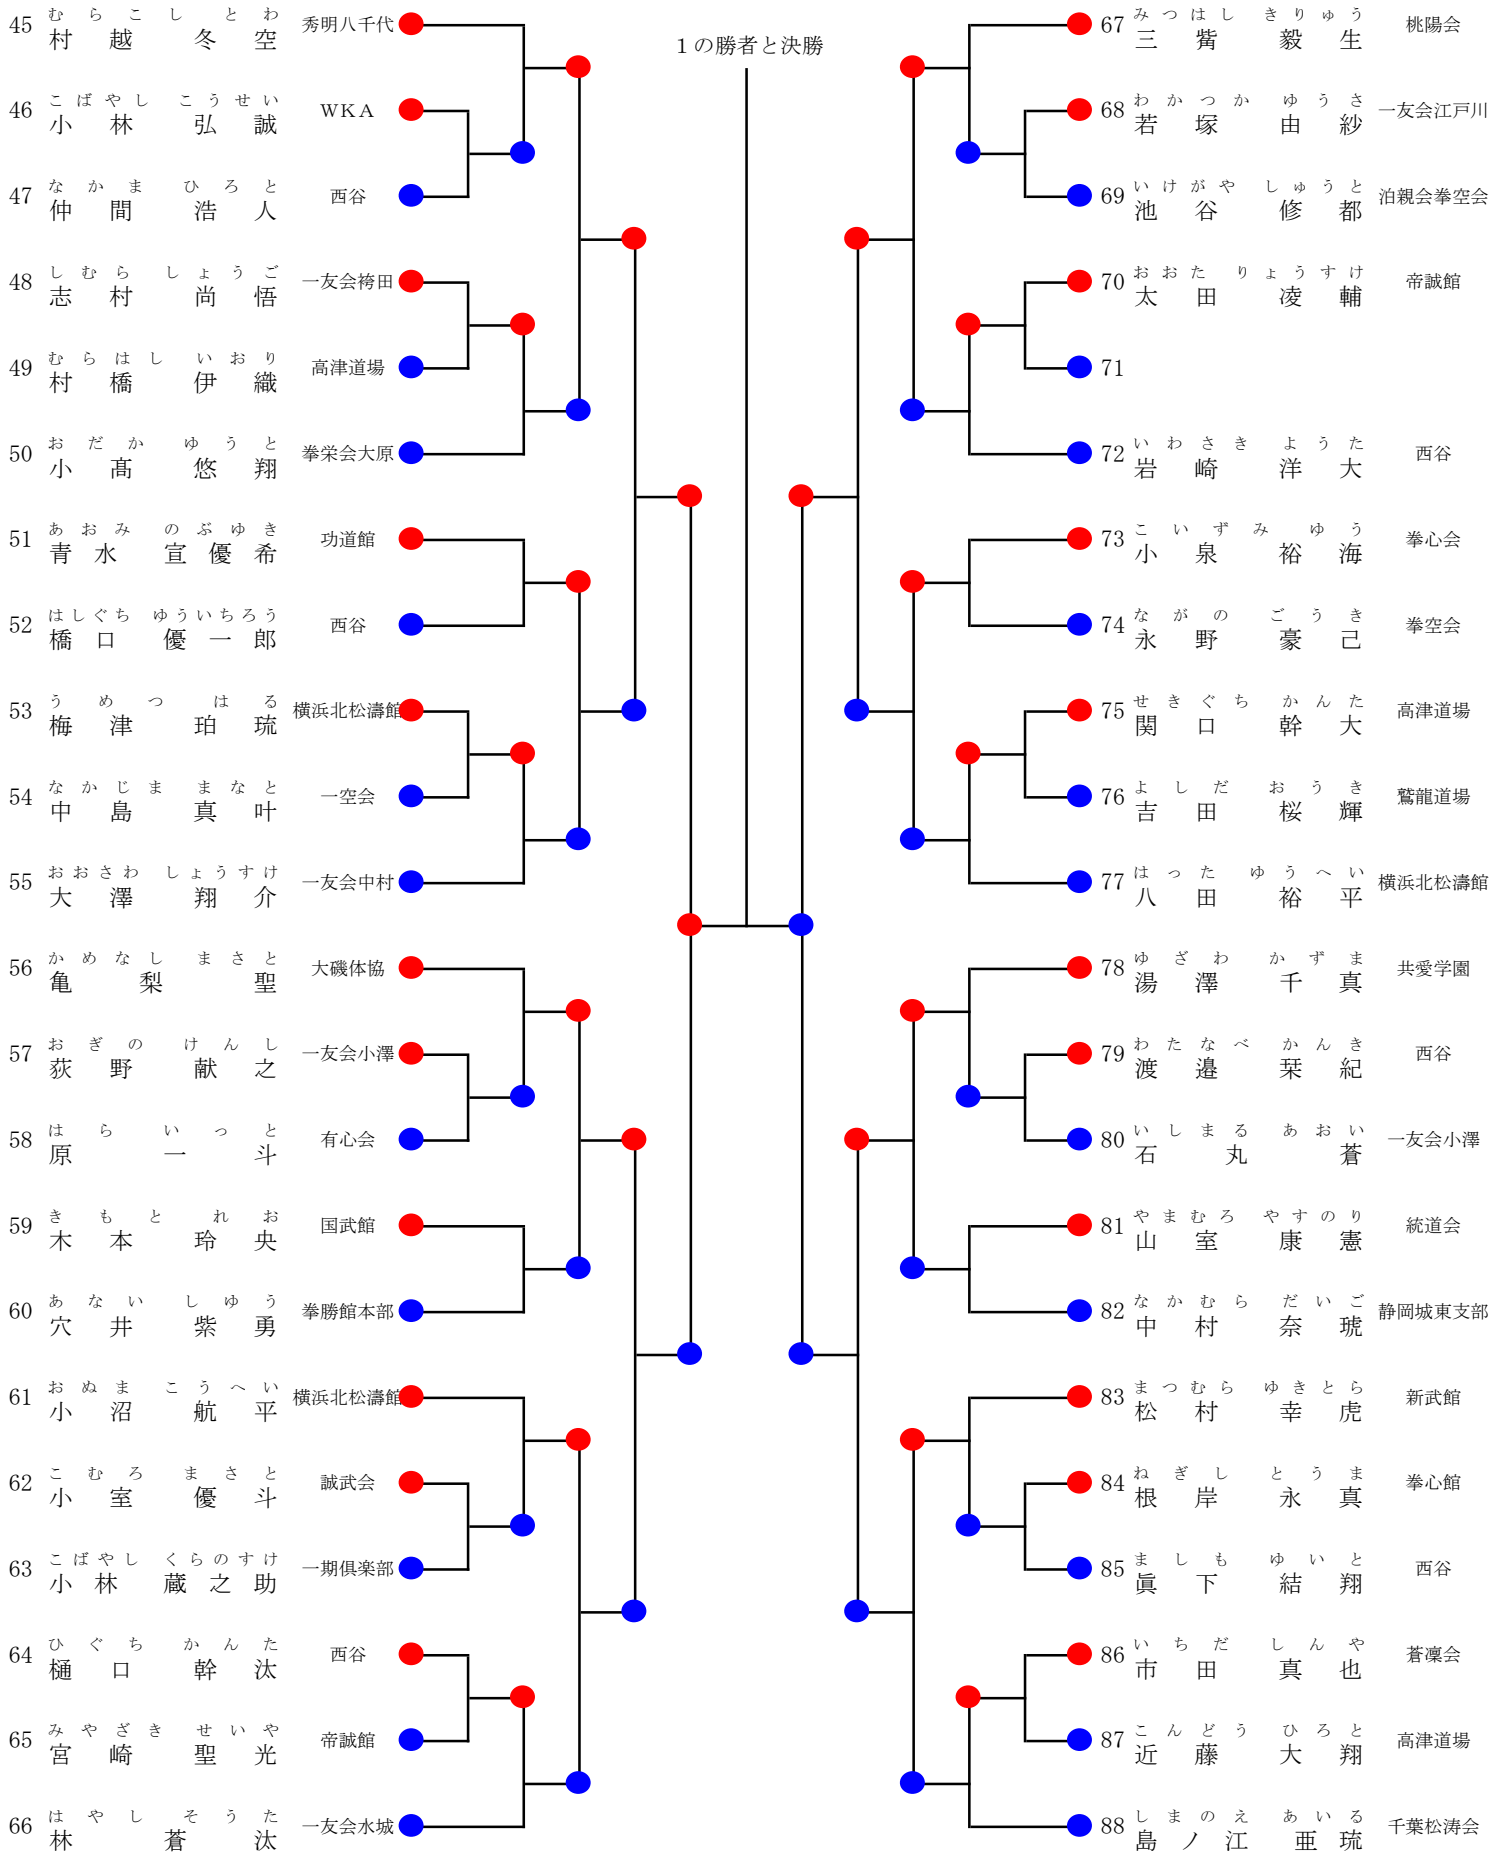 １の勝者と決勝
むらこし とわ
45 村越 冬空 秀明八千代
こばやし こうせい
46 小林 弘誠 ＷＫＡ
なかま ひろと
47 仲間 浩人 西谷
しむら しょうご
48 志村 尚悟 一友会袴田
むらはし いおり
49 村橋 伊織 高津道場
おだか ゆうと
50 小髙 悠翔 拳栄会大原
あおみ のぶゆき
51 青水 宣優希 功道館
はしぐち ゆういちろう
52 橋口 優一郎 西谷
うめつ はる
53 梅津 珀琉 横浜北松濤館
なかじま まなと
54 中島 真叶 一空会
おおさわ しょうすけ
55 大澤 翔介 一友会中村
かめなし まさと
56 亀梨 聖 大磯体協
おぎの けんし
57 荻野 献之 一友会小澤
はら いっと
58 原 一斗 有心会
きもと れお
59 木本 玲央 国武館
あない しゆう
60 穴井 紫勇 拳勝館本部
おぬま こうへい
61 小沼 航平 横浜北松濤館
こむろ まさと
62 小室 優斗 誠武会
こばやし くらのすけ
63 小林 蔵之助 一期倶楽部
ひぐち かんた
64 樋口 幹汰 西谷
みやざき せいや
65 宮崎 聖光 帝誠館
はやし そうた
66 林 蒼汰 一友会水城
みつはし きりゅう
67 三觜 毅生 桃陽会
わかつか ゆうさ
68 若塚 由紗 一友会江戸川
いけがや しゅうと
69 池谷 修都 泊親会拳空会
おおた りょうすけ
70 太田 凌輔 帝誠館
71
いわさき ようた
72 岩崎 洋大 西谷
こいずみ ゆう
73 小泉 裕海 拳心会
ながの ごうき
74 永野 豪己 拳空会
せきぐち かんた
75 関口 幹大 高津道場
よしだ おうき
76 吉田 桜輝 鷲龍道場
はった ゆうへい
77 八田 裕平 横浜北松濤館
ゆざわ かずま
78 湯澤 千真 共愛学園
わたなべ かんき
79 渡邉 栞紀 西谷
いしまる あおい
80 石丸 蒼 一友会小澤
やまむろ やすのり
81 山室 康憲 統道会
なかむら だいご
82 中村 奈琥 静岡城東支部
まつむら ゆきとら
83 松村 幸虎 新武館
ねぎし とうま
84 根岸 永真 拳心館
ましも ゆいと
85 眞下 結翔 西谷
いちだ しんや
86 市田 真也 蒼凜会
こんどう ひろと
87 近藤 大翔 高津道場
しまのえ あいる
88 島ノ江 亜琉 千葉松涛会